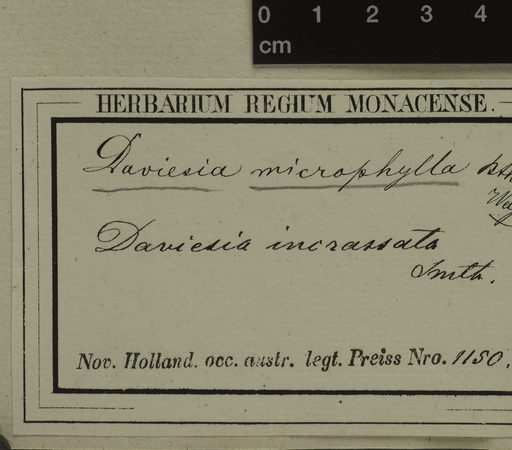 0 1 2 3 4
cm
HERBARIUM REGIUM MONACENSE.
Daviesia microphylla
Daviesia incrassata
Smth.
Nov. Holland. occ. austr. legt. Preiss Nro. 1150.